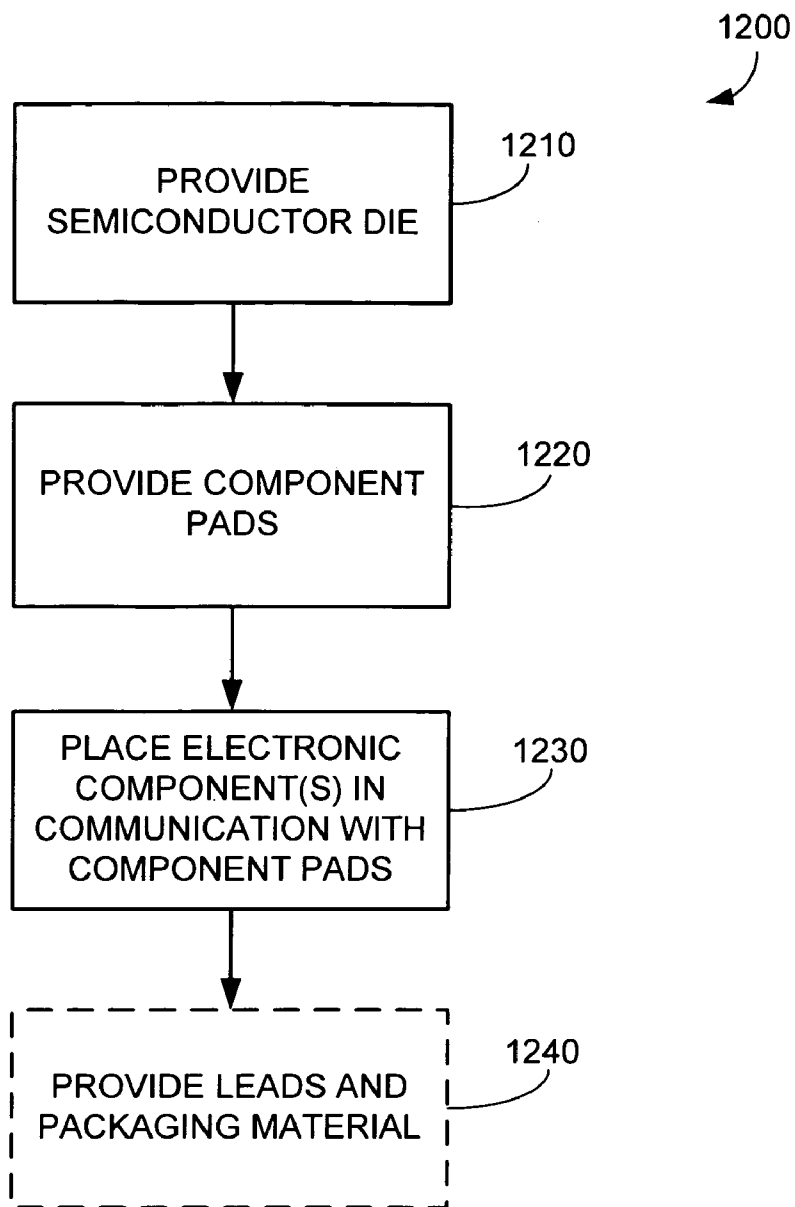 1200
1210
PROVIDE
SEMICONDUCTOR DIE
1220
PROVIDE COMPONENT
PADS
1230
PLACE ELECTRONIC
COMPONENT(S) IN
COMMUNICATION WITH
COMPONENT PADS
1240
PROVIDE LEADS AND
PACKAGING MATERIAL